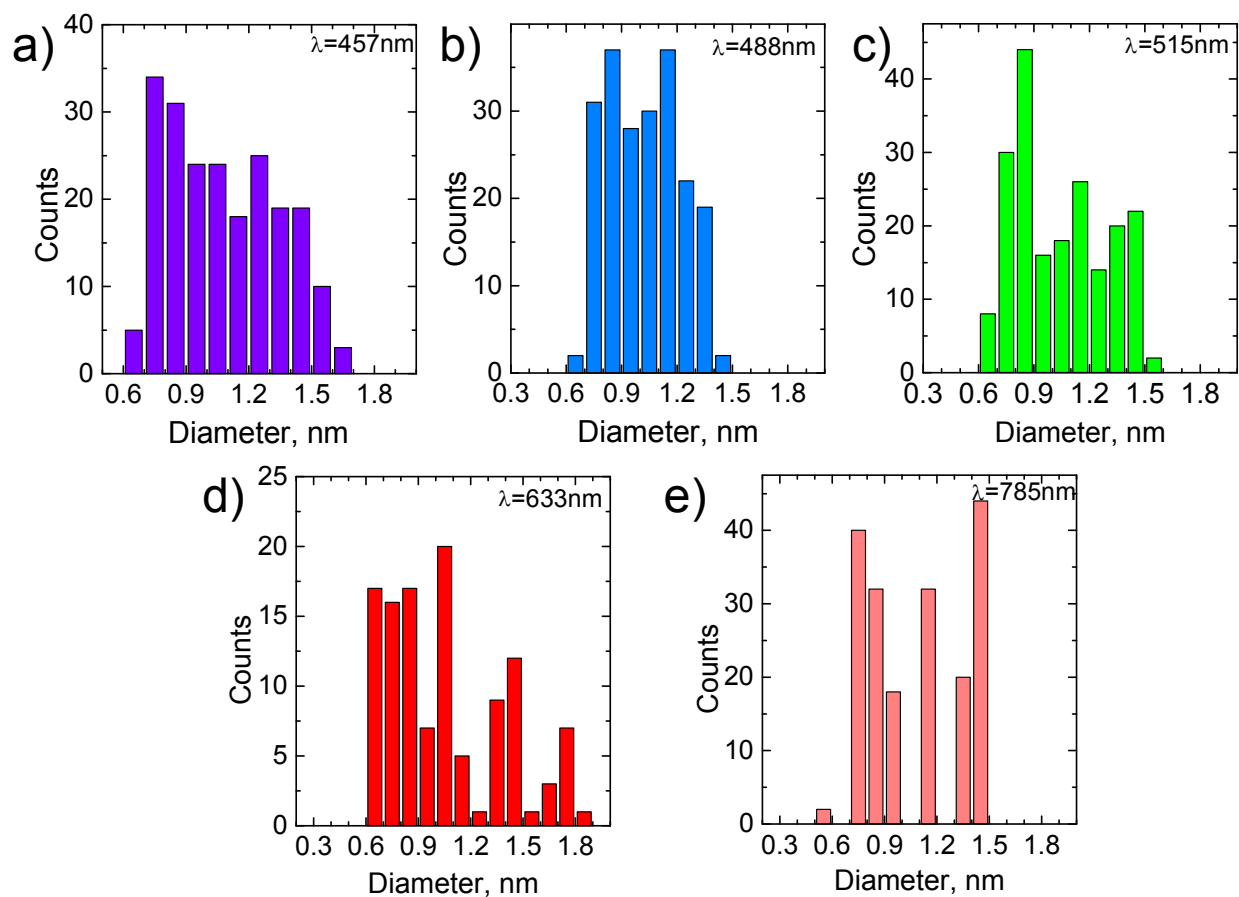 a)
λ=457nm
40
30
20
10
0
Counts
0.6 0.9 1.2 1.5 1.8
Diameter, nm
b)
λ=488nm
30
20
10
0
Counts
0.3 0.6 0.9 1.2 1.5 1.8
Diameter, nm
c)
λ=515nm
40
30
20
10
0
Counts
0.3 0.6 0.9 1.2 1.5 1.8
Diameter, nm
d)
λ=633nm
25
20
15
10
5
0
Counts
0.3 0.6 0.9 1.2 1.5 1.8
Diameter, nm
e)
λ=785nm
40
30
20
10
0
Counts
0.3 0.6 0.9 1.2 1.5 1.8
Diameter, nm